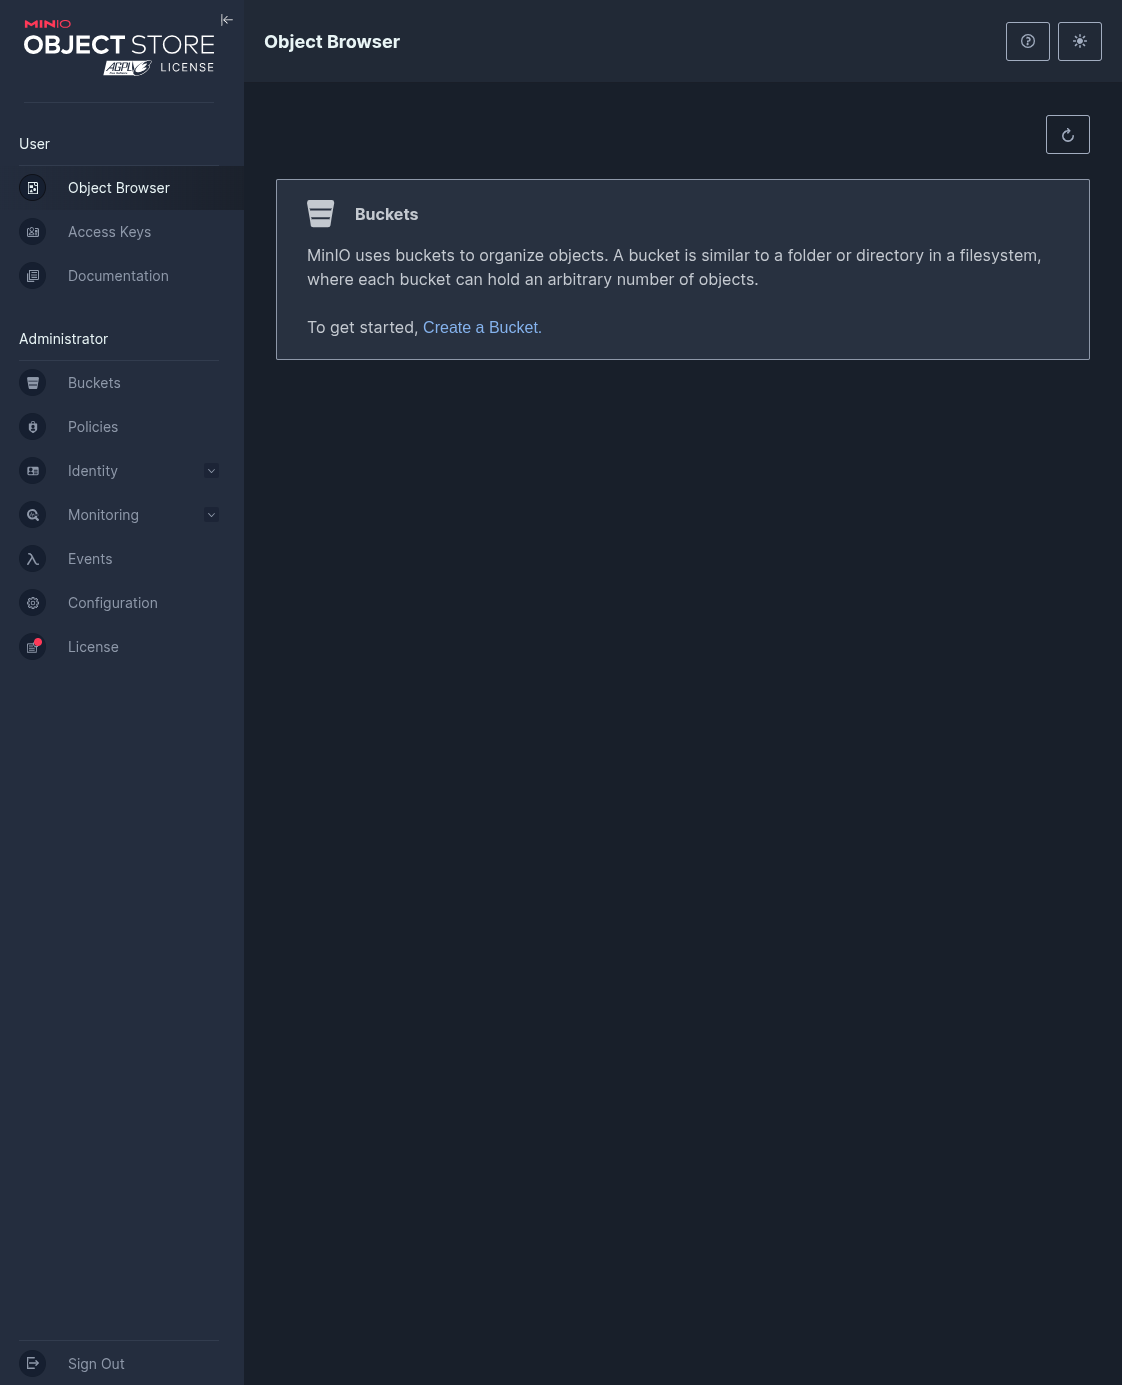 MINIO
OBJECT STORE
AGPLv3 LICENSE
Object Browser
User
Object Browser
Access Keys
Documentation
Administrator
Buckets
Policies
Identity
Monitoring
Events
Configuration
License
Sign Out
Buckets
MinIO uses buckets to organize objects. A bucket is similar to a folder or directory in a filesystem,
where each bucket can hold an arbitrary number of objects.
To get started, Create a Bucket.